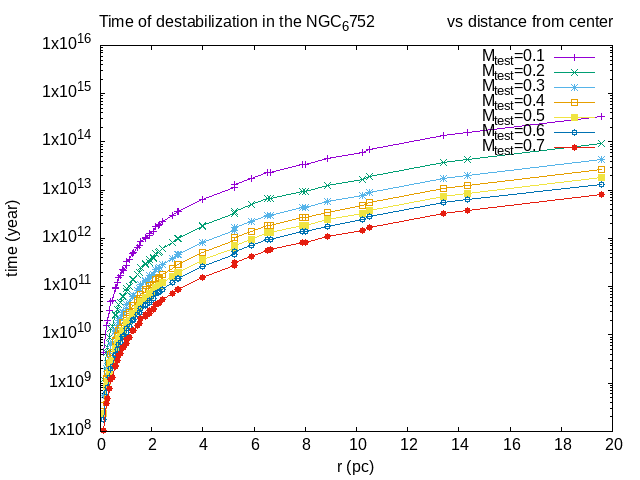 Time of destabilization in the NGC6752 vs distance from center
1x10^16
1x10^15
1x10^14
1x10^13
1x10^12
1x10^11
1x10^10
1x10^9
1x10^8
time (year)
Mtest=0.1
Mtest=0.2
Mtest=0.3
Mtest=0.4
Mtest=0.5
Mtest=0.6
Mtest=0.7
0 2 4 6 8 10 12 14 16 18 20
r (pc)